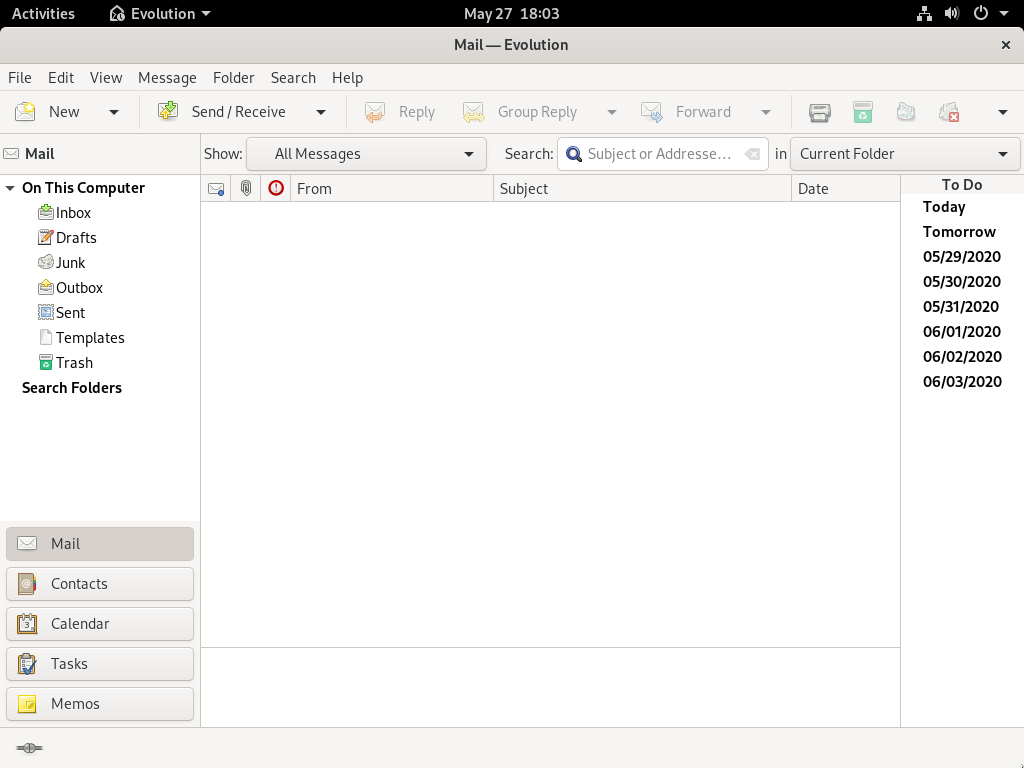 Activities Evolution May 27 18:03
Mail — Evolution
File Edit View Message Folder Search Help
New Send / Receive Reply Group Reply Forward
Mail Show: All Messages Search: Subject or Addresse… in Current Folder
On This Computer
Inbox
Drafts
Junk
Outbox
Sent
Templates
Trash
Search Folders
Mail
Contacts
Calendar
Tasks
Memos
From Subject Date
To Do
Today
Tomorrow
05/29/2020
05/30/2020
05/31/2020
06/01/2020
06/02/2020
06/03/2020